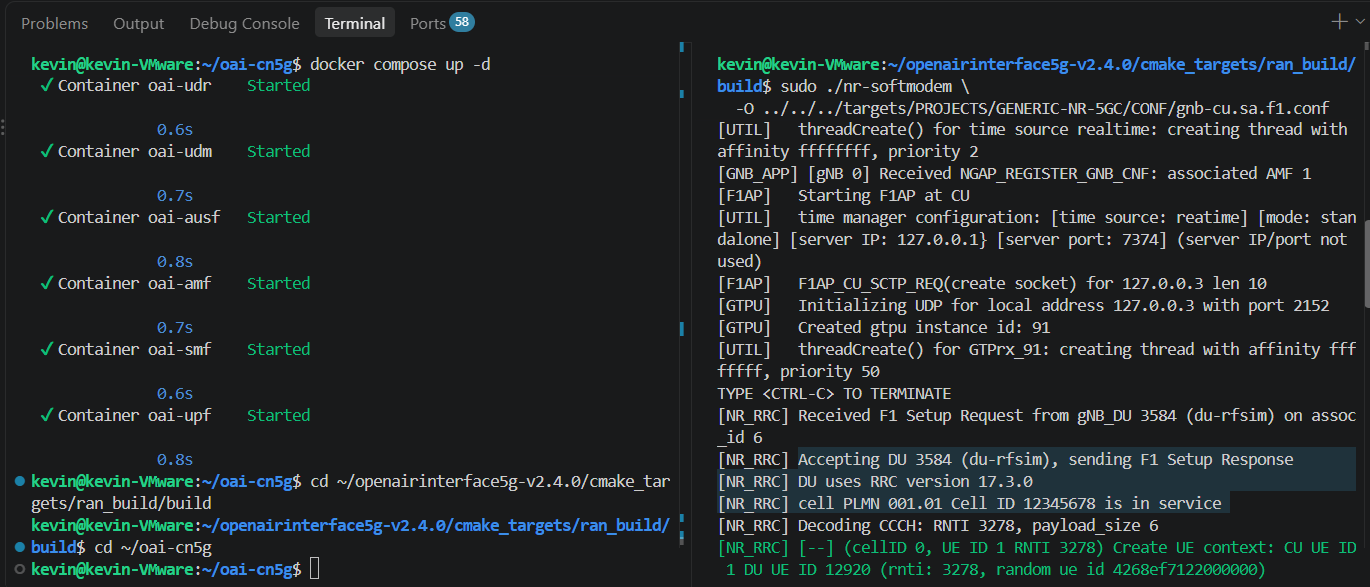 Problems Output Debug Console Terminal Ports 58
kevin@kevin-VMware:~/oai-cn5g$ docker compose up -d
✓ Container oai-udr Started
0.6s
✓ Container oai-udm Started
0.7s
✓ Container oai-ausf Started
0.8s
✓ Container oai-amf Started
0.7s
✓ Container oai-smf Started
0.6s
✓ Container oai-upf Started
0.8s
kevin@kevin-VMware:~/oai-cn5g$ cd ~/openairinterface5g-v2.4.0/cmake_tar
gets/ran_build/build
kevin@kevin-VMware:~/openairinterface5g-v2.4.0/cmake_targets/ran_build/
build$ cd ~/oai-cn5g
kevin@kevin-VMware:~/oai-cn5g$
kevin@kevin-VMware:~/openairinterface5g-v2.4.0/cmake_targets/ran_build/
build$ sudo ./nr-softmodem \
-O ../../../targets/PROJECTS/GENERIC-NR-5GC/CONF/gnb-cu.sa.f1.conf
[UTIL] threadCreate() for time source realtime: creating thread with
affinity ffffffff, priority 2
[GNB_APP] [gNB 0] Received NGAP_REGISTER_GNB_CNF: associated AMF 1
[F1AP] Starting F1AP at CU
[UTIL] time manager configuration: [time source: reatime] [mode: stan
dalone] [server IP: 127.0.0.1} [server port: 7374] (server IP/port not
used)
[F1AP] F1AP_CU_SCTP_REQ(create socket) for 127.0.0.3 len 10
[GTPU] Initializing UDP for local address 127.0.0.3 with port 2152
[GTPU] Created gtpu instance id: 91
[UTIL] threadCreate() for GTPrx_91: creating thread with affinity fff
fffff, priority 50
TYPE <CTRL-C> TO TERMINATE
[NR_RRC] Received F1 Setup Request from gNB_DU 3584 (du-rfsim) on assoc
_id 6
[NR_RRC] Accepting DU 3584 (du-rfsim), sending F1 Setup Response
[NR_RRC] DU uses RRC version 17.3.0
[NR_RRC] cell PLMN 001.01 Cell ID 12345678 is in service
[NR_RRC] Decoding CCCH: RNTI 3278, payload_size 6
[NR_RRC] [--] (cellID 0, UE ID 1 RNTI 3278) Create UE context: CU UE ID
1 DU UE ID 12920 (rnti: 3278, random ue id 4268ef7122000000)